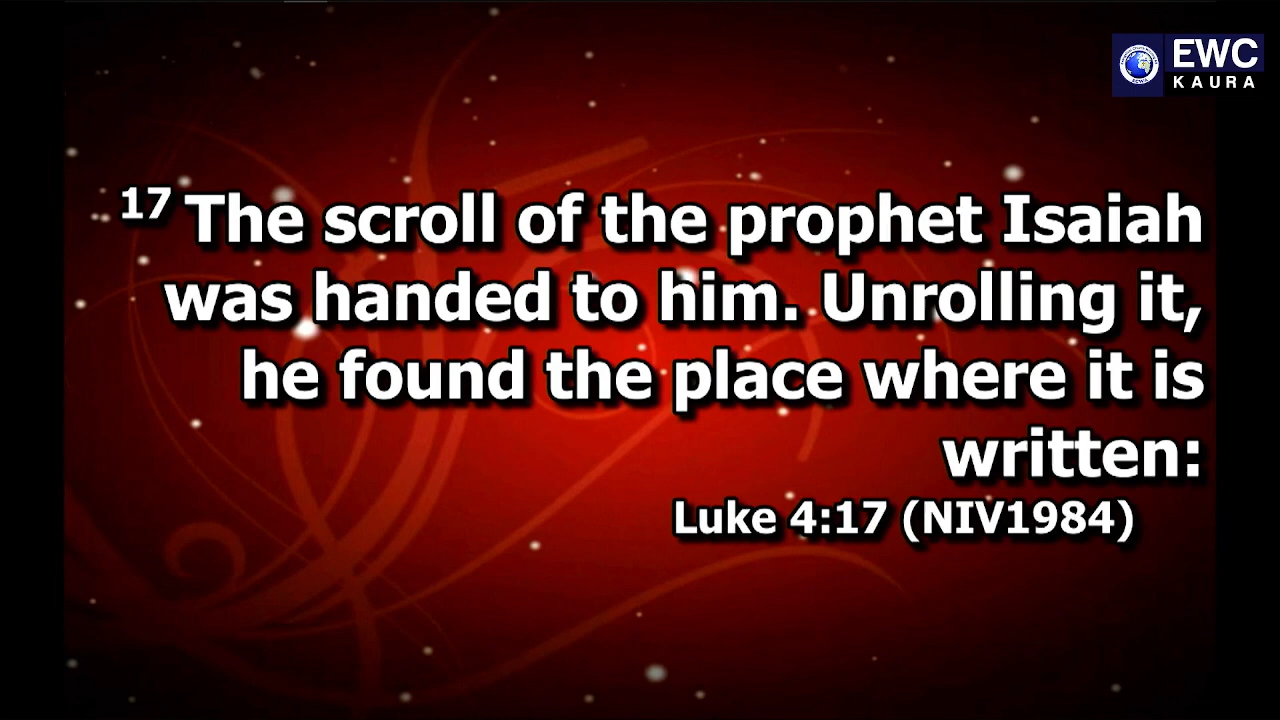 EWC
KAURA
17 The scroll of the prophet Isaiah
was handed to him. Unrolling it,
he found the place where it is
written:
Luke 4:17 (NIV1984)